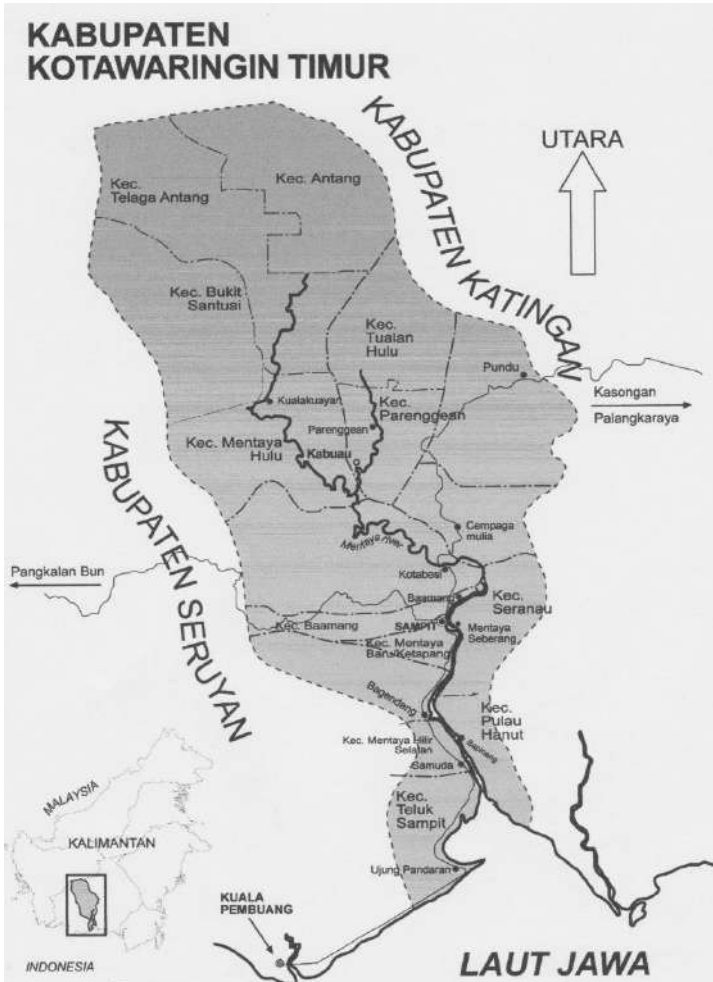 KABUPATEN
KOTAWARINGIN TIMUR
KABUPATEN KATINGAN
UTARA
Kec.
Telaga Antang
Kec. Antang
Kec. Bukit
Santusi
Kec.
Tualan
Hulu
Pundu
Kasongan
Palangkaraya
Kualakuayan
Kec.
Parenggean
Parenggean
Kec. Mentaya
Hulu
Kabuau
KABUPATEN SERUYAN
Cempaga
mulia
Mentaya river
Pangkalan Bun
Kotabesi
Baamang
Kec.
Seranau
Kec. Baamang
SAMPIT
Mentaya
Seberang
Kec. Mentaya
Baru/Ketapang
Bagendang
Kec.
Pulau
Hanut
Kec. Mentaya Hilir
Selatan
Bapinang
Samuda
Kec.
Teluk
Sampit
Ujung Pandaran
MALAYSIA
KALIMANTAN
INDONESIA
KUALA
PEMBUANG
LAUT JAWA